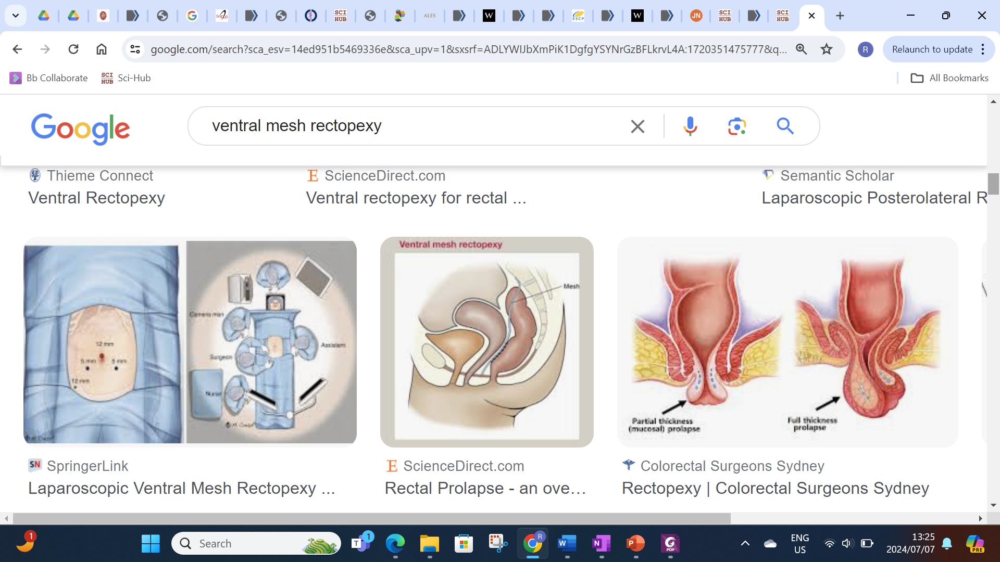 SCI
HUB
ALES
W
ESCP
W
JN
SCI
HUB
SCI
HUB
google.com/search?sca_esv=14ed951b5469336e&sca_upv=1&sxsrf=ADLYWIJbXmPiK1DgfgYSYNrGzBFLkrvL4A:1720351475777&q...
R
Relaunch to update
Bb Collaborate
SCI
HUB
Sci-Hub
All Bookmarks
Google
ventral mesh rectopexy
Thieme Connect
Ventral Rectopexy
E ScienceDirect.com
Ventral rectopexy for rectal ...
Semantic Scholar
Laparoscopic Posterolateral R
12 mm
5 mm
5 mm
12 mm
Camera man
Surgeon
Assistant
Nurse
Ventral mesh rectopexy
Mesh
Partial thickness
(mucosal) prolapse
Full thickness
prolapse
SN SpringerLink
Laparoscopic Ventral Mesh Rectopexy ...
E ScienceDirect.com
Rectal Prolapse - an ove...
Colorectal Surgeons Sydney
Rectopexy | Colorectal Surgeons Sydney
1
Search
T
1
R
W
N
P
PDF
ENG
US
13:25
2024/07/07
PRE